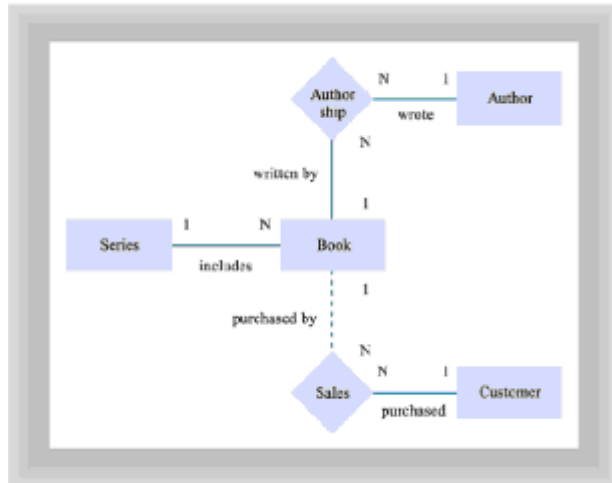 Author
ship
N 1
Author
wrote
N
written by
1
Series
1 N
Book
includes
1
purchased by
N
Sales
N 1
Customer
purchased